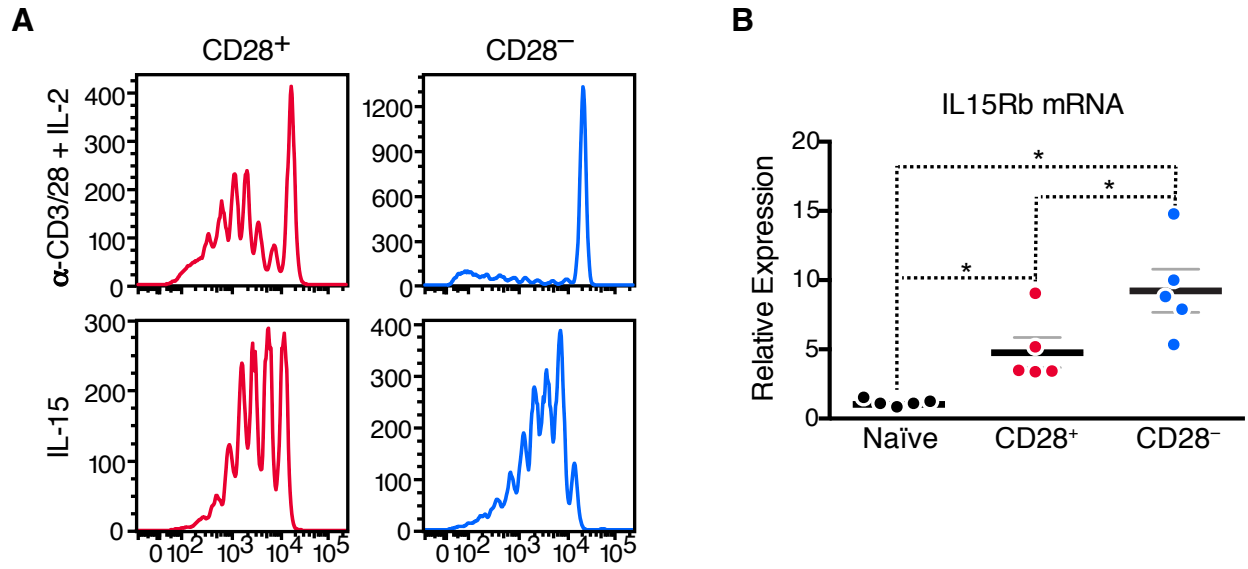 A
CD28⁺
CD28⁻
α-CD3/28 + IL-2
400
300
200
100
0
1200
900
600
300
0
IL-15
300
200
100
0
400
300
200
100
0
0 10² 10³ 10⁴ 10⁵
0 10² 10³ 10⁴ 10⁵
B
IL15Rb mRNA
Relative Expression
20
15
10
5
0
*
*
*
Naïve CD28⁺ CD28⁻